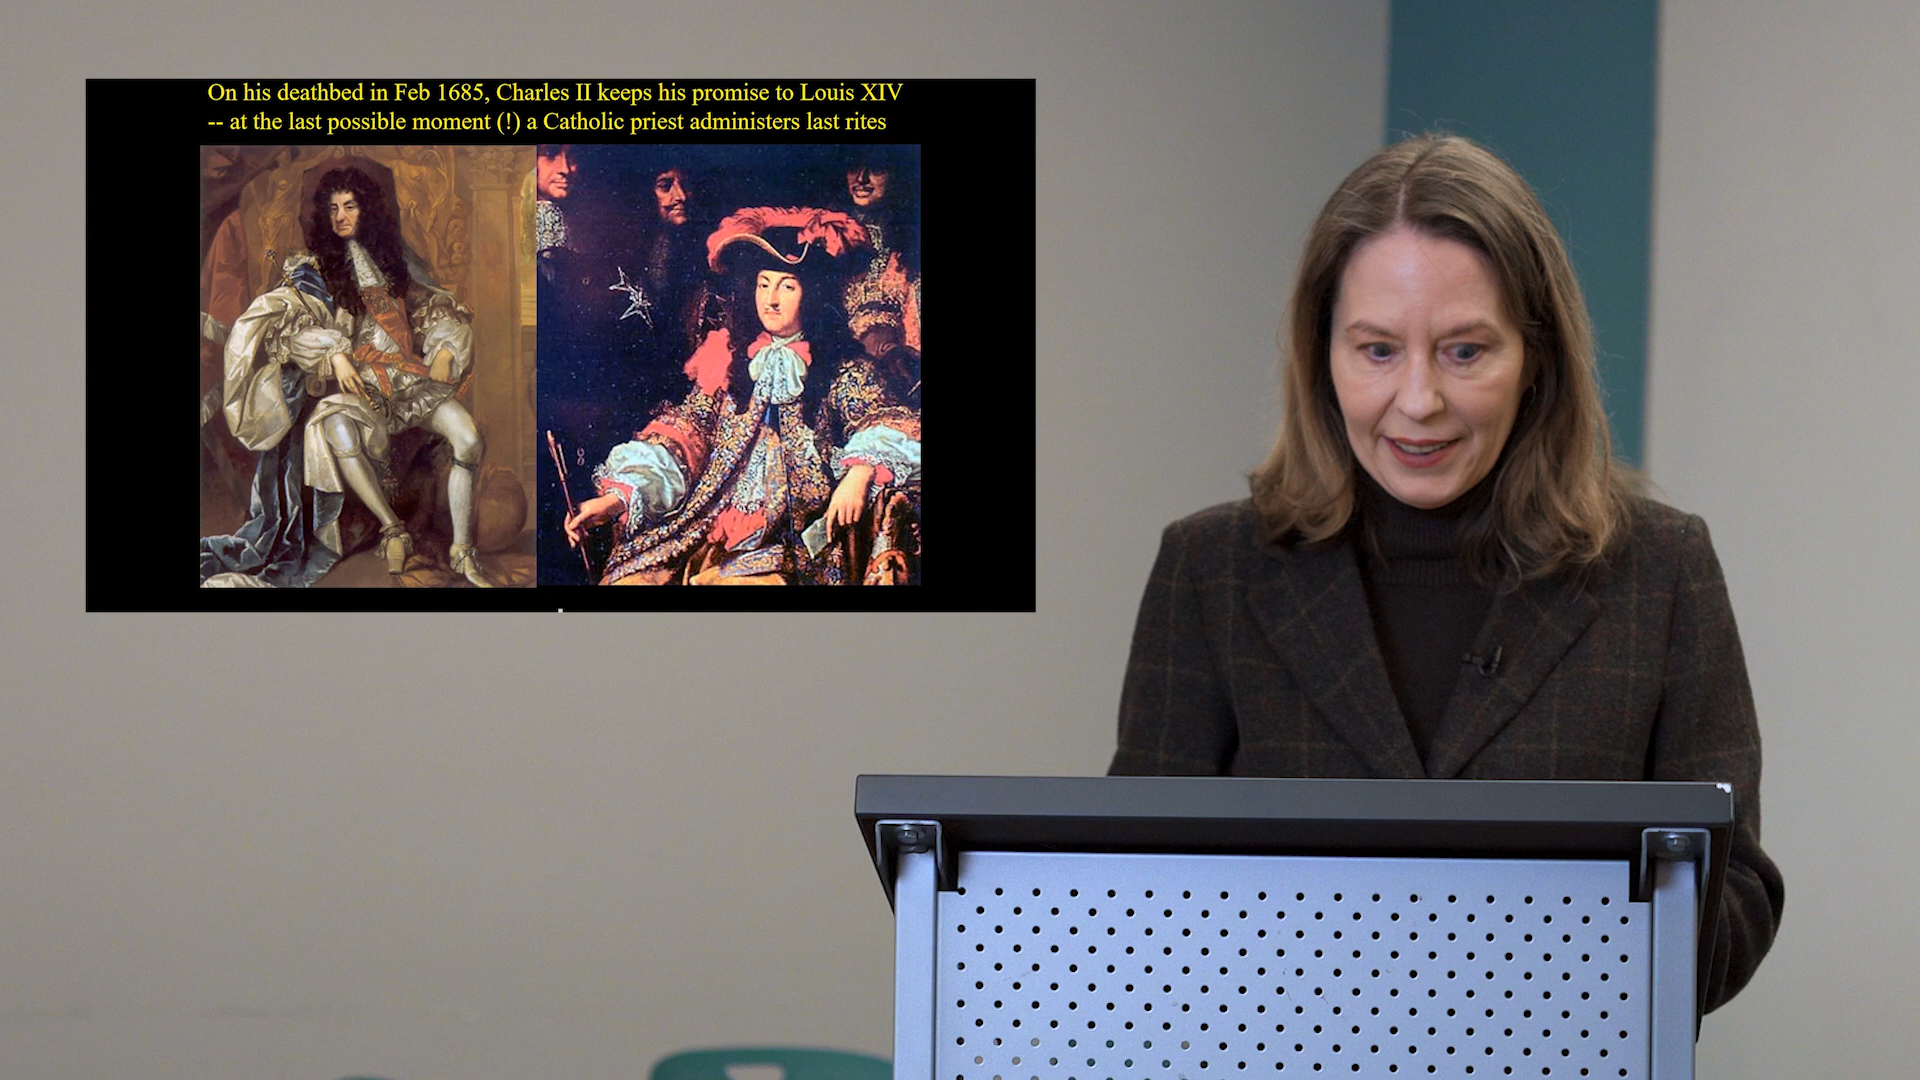 On his deathbed in Feb 1685, Charles II keeps his promise to Louis XIV
-- at the last possible moment (!) a Catholic priest administers last rites